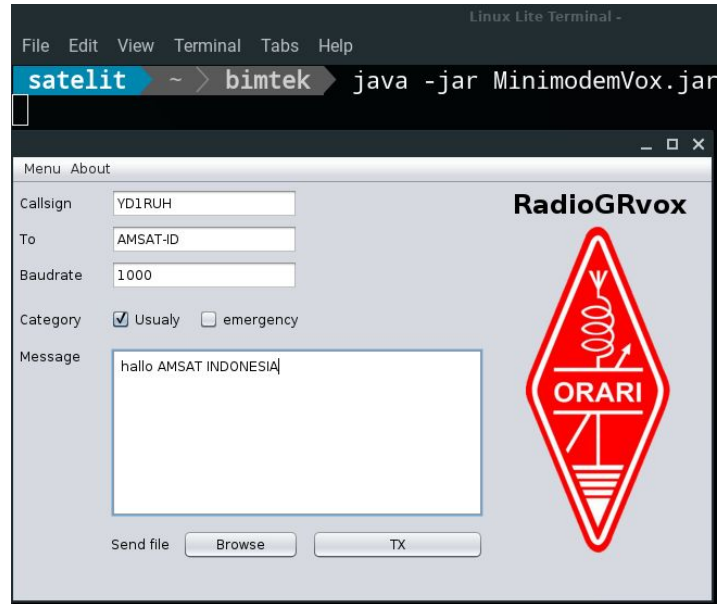 Linux Lite Terminal -
File Edit View Terminal Tabs Help
satelit ~ bimtek java -jar MinimodemVox.jar
Menu About
RadioGRvox
Callsign YD1RUH
To AMSAT-ID
Baudrate 1000
Category Usualy emergency
Message hallo AMSAT INDONESIA
ORARI
Send file Browse TX